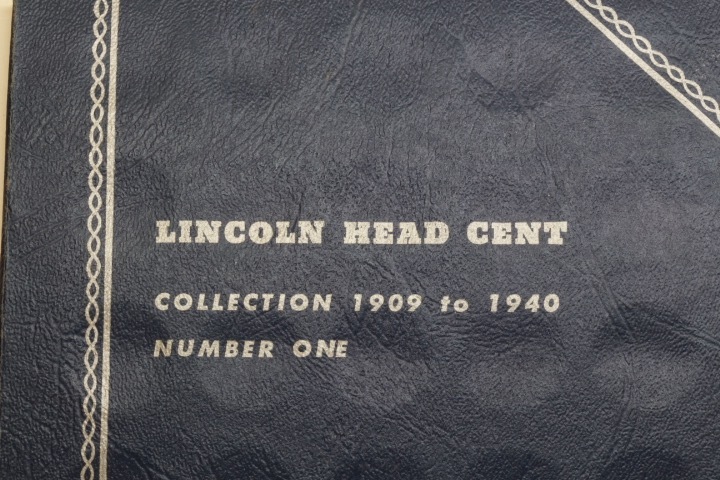 LINCOLN HEAD CENT
COLLECTION 1909 to 1940
NUMBER ONE